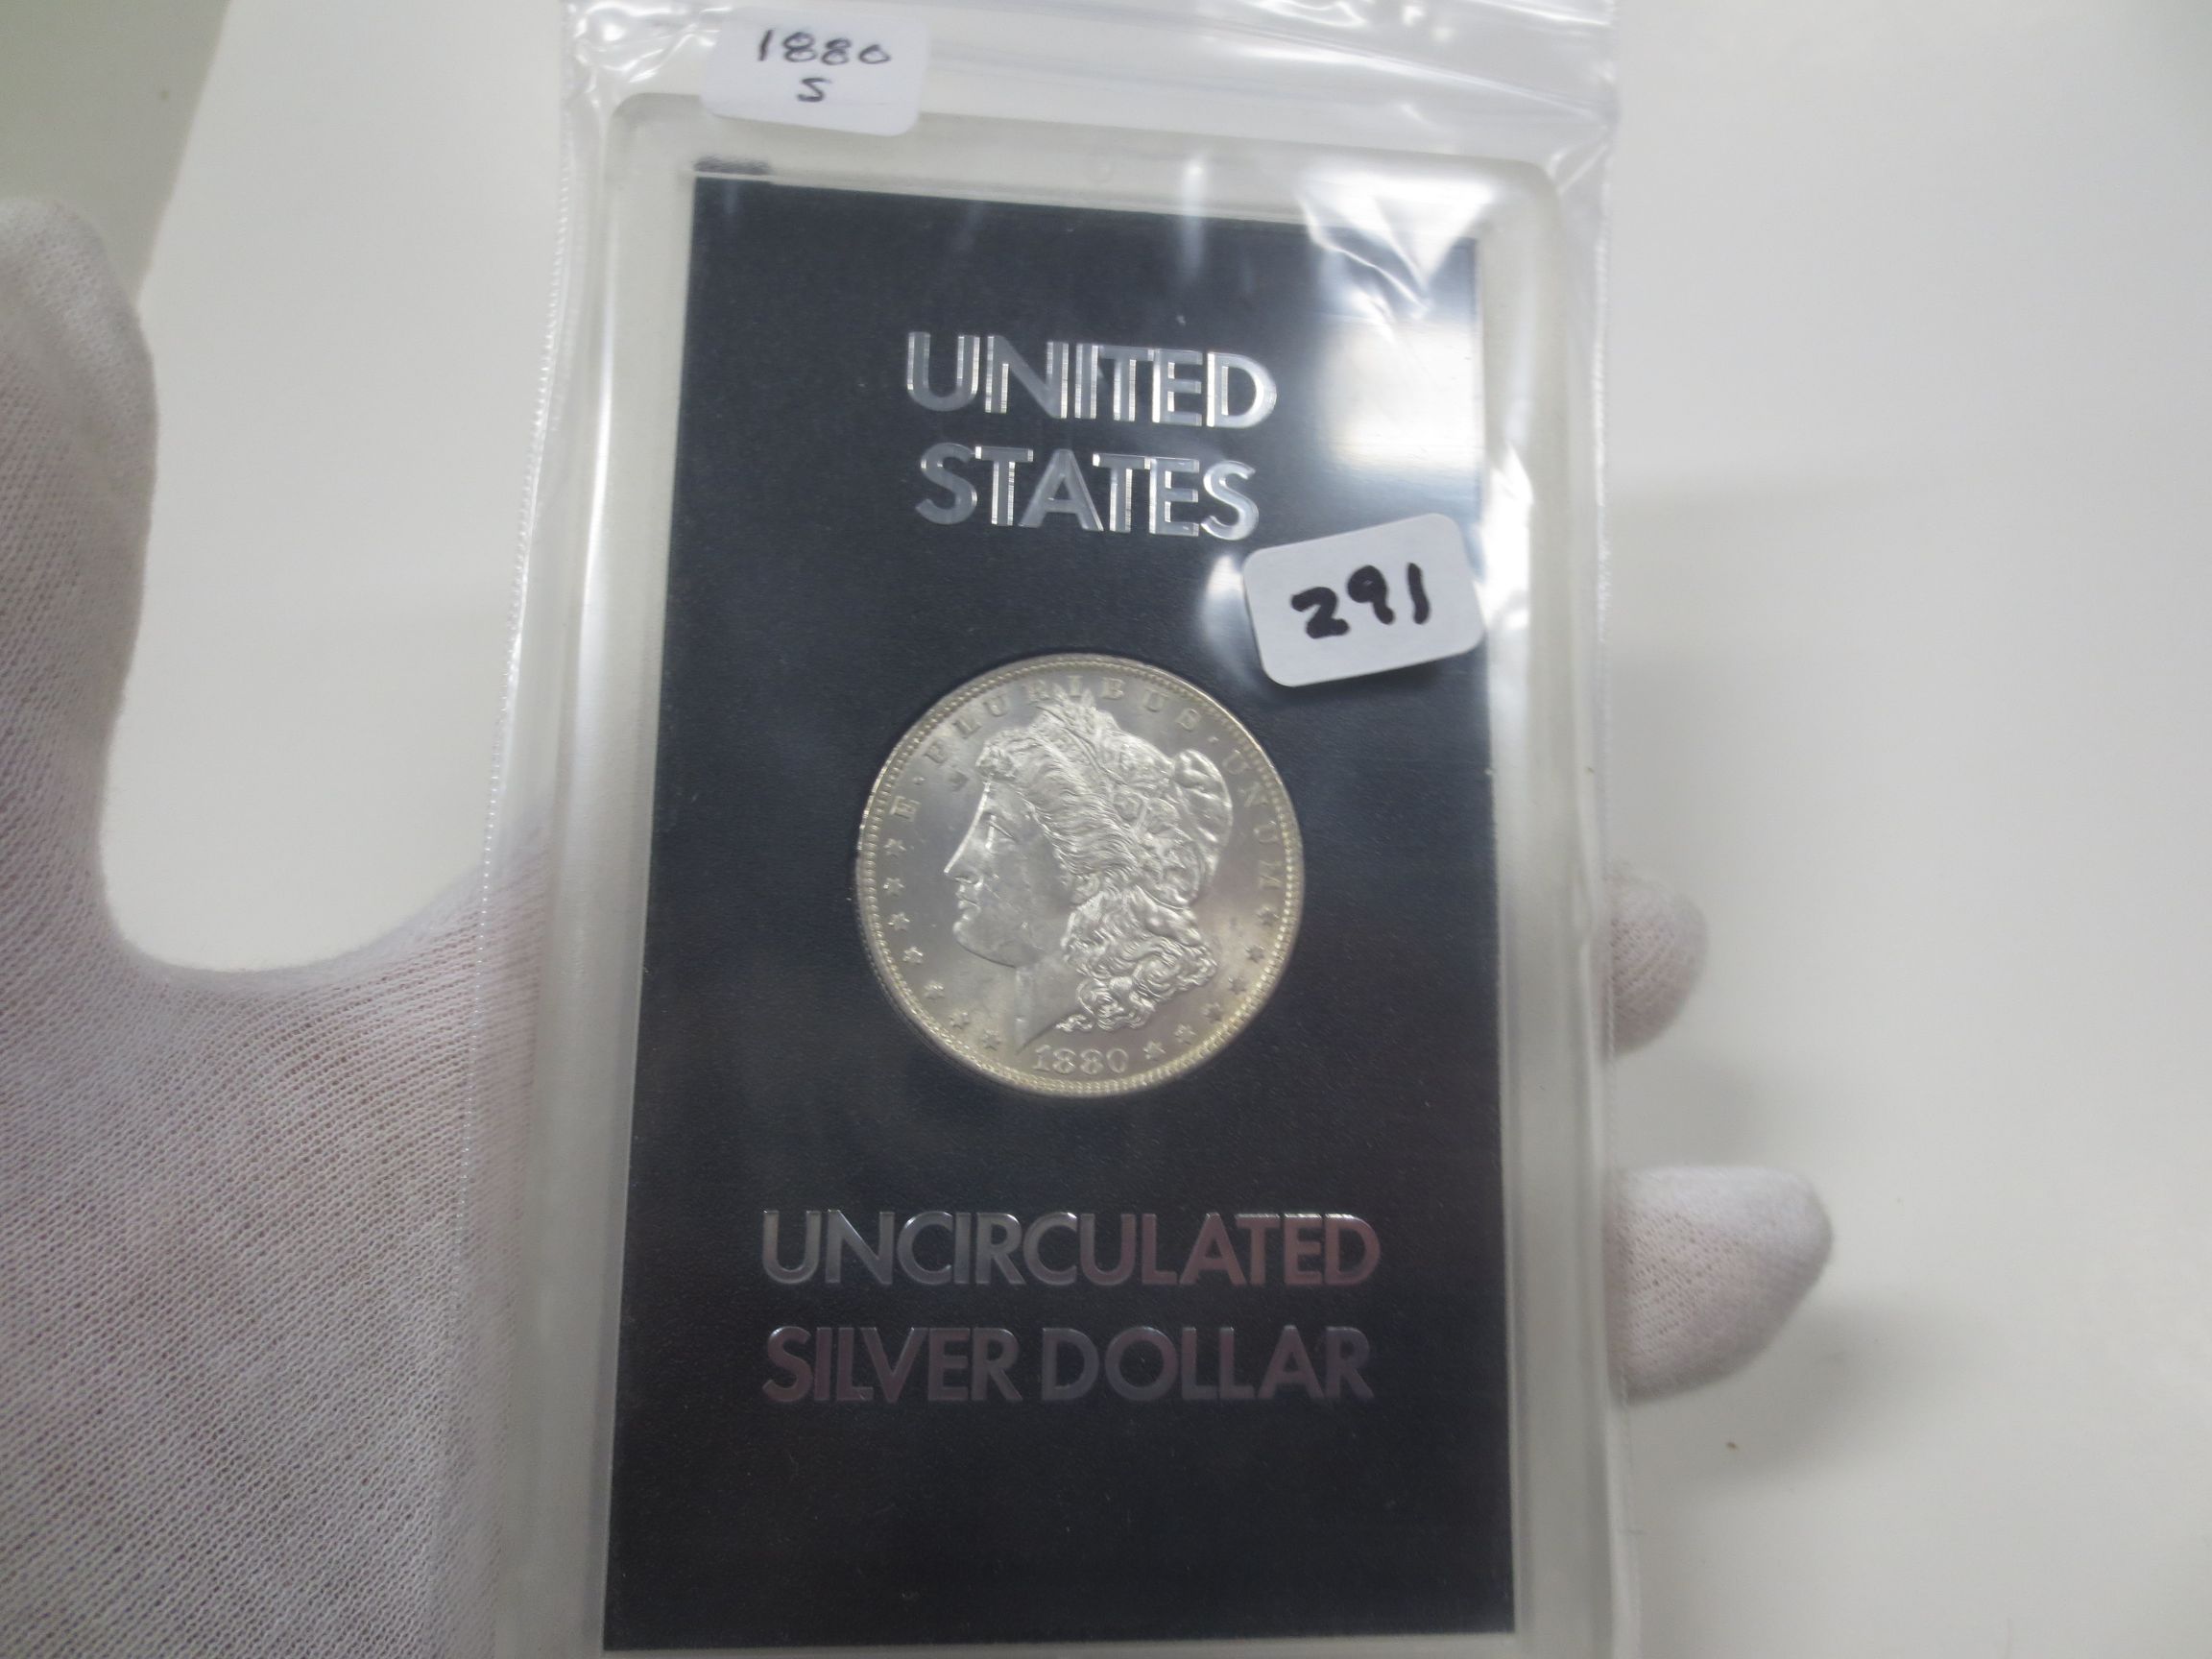 1880
S
UNITED
STATES
291
E · PLURIBUS · UNUM
1880
UNCIRCULATED
SILVER DOLLAR